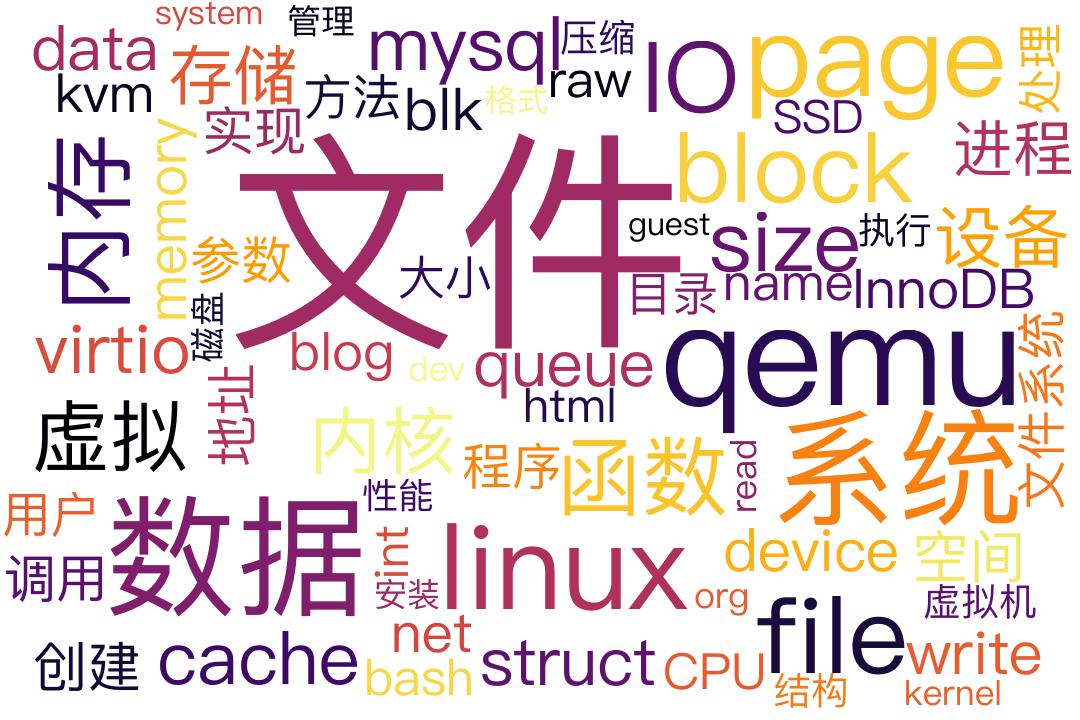 system
管理
data
mysql
压缩
IO
page
处理
存储
kvm
方法
blk
格式
raw
SSD
实现
内存
memory
文件
block
进程
guest
size
执行
设备
参数
大小
目录
name
InnoDB
磁盘
virtio
blog
dev
queue
qemu
文件系统
地址
html
虚拟
内核
程序
函数
read
系统
用户
性能
数据
int
linux
device
空间
调用
安装
org
虚拟机
file
net
write
创建
cache
bash
struct
CPU
结构
kernel